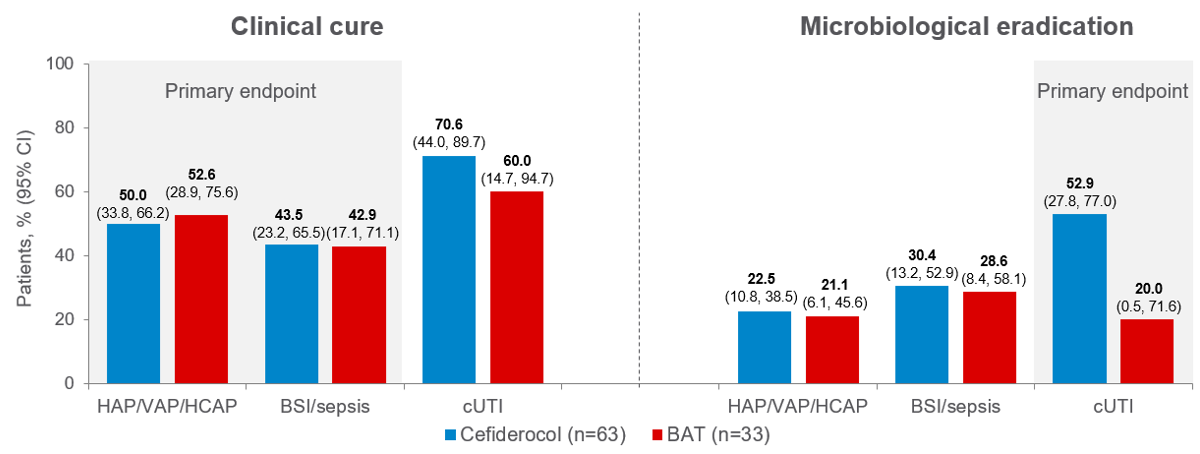 Clinical cure
Microbiological eradication
Patients, % (95% CI)
100
80
60
40
20
0
Primary endpoint
50.0
(33.8, 66.2)
52.6
(28.9, 75.6)
43.5
(23.2, 65.5)
42.9
(17.1, 71.1)
70.6
(44.0, 89.7)
60.0
(14.7, 94.7)
HAP/VAP/HCAP
BSI/sepsis
cUTI
Primary endpoint
22.5
(10.8, 38.5)
21.1
(6.1, 45.6)
30.4
(13.2, 52.9)
28.6
(8.4, 58.1)
52.9
(27.8, 77.0)
20.0
(0.5, 71.6)
HAP/VAP/HCAP
BSI/sepsis
cUTI
Cefiderocol (n=63)
BAT (n=33)